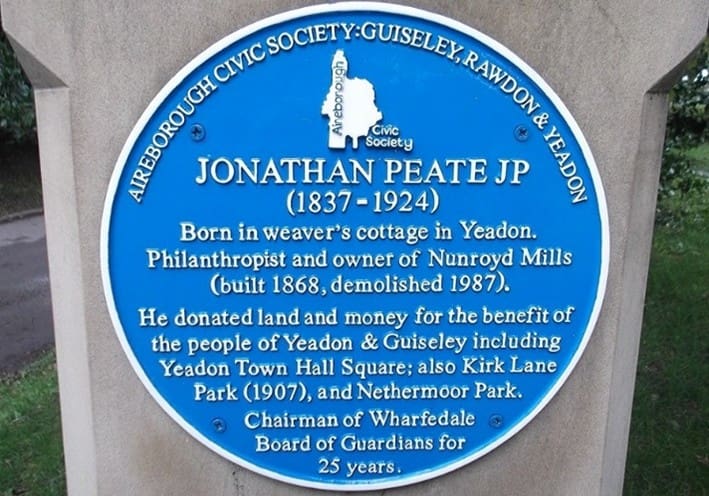 AIREBOROUGH CIVIC SOCIETY: GUISELEY, RAWDON & YEADON
Aireborough
Civic
Society
JONATHAN PEATE JP
(1837-1924)
Born in weaver's cottage in Yeadon.
Philanthropist and owner of Nunroyd Mills
(built 1868, demolished 1987).
He donated land and money for the benefit of
the people of Yeadon & Guiseley including
Yeadon Town Hall Square; also Kirk Lane
Park (1907), and Nethermoor Park.
Chairman of Wharfedale
Board of Guardians for
25 years.